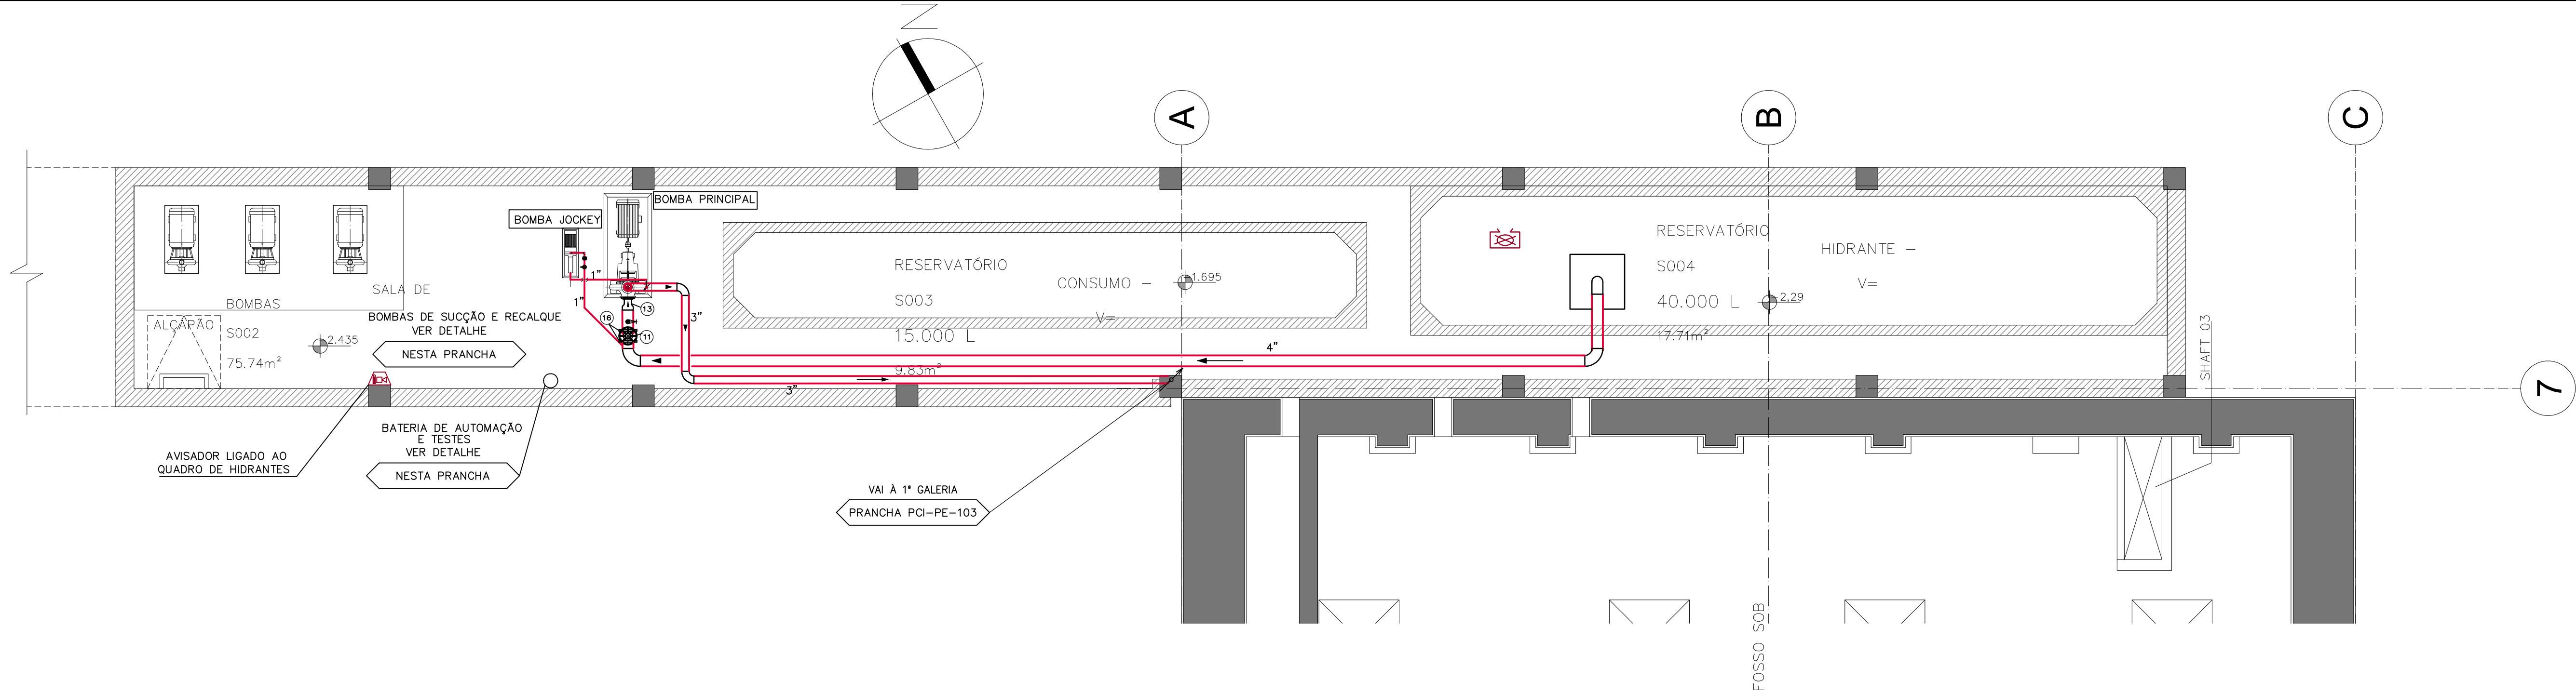 N
A
B
C
7
BOMBA PRINCIPAL
BOMBA JOCKEY
1"
1"
3"
3"
4"
13
16
11
RESERVATÓRIO
S003
15.000 L
9.83m²
CONSUMO -
V=
1.695
RESERVATÓRIO
S004
40.000 L
17.71m²
HIDRANTE -
V=
2,29
SALA DE
BOMBAS
S002
75.74m²
ALÇAPÃO
2.435
BOMBAS DE SUCÇÃO E RECALQUE
VER DETALHE
NESTA PRANCHA
AVISADOR LIGADO AO
QUADRO DE HIDRANTES
BATERIA DE AUTOMAÇÃO
E TESTES
VER DETALHE
NESTA PRANCHA
VAI À 1ª GALERIA
PRANCHA PCI-PE-103
SHAFT 03
FOSSO SOB